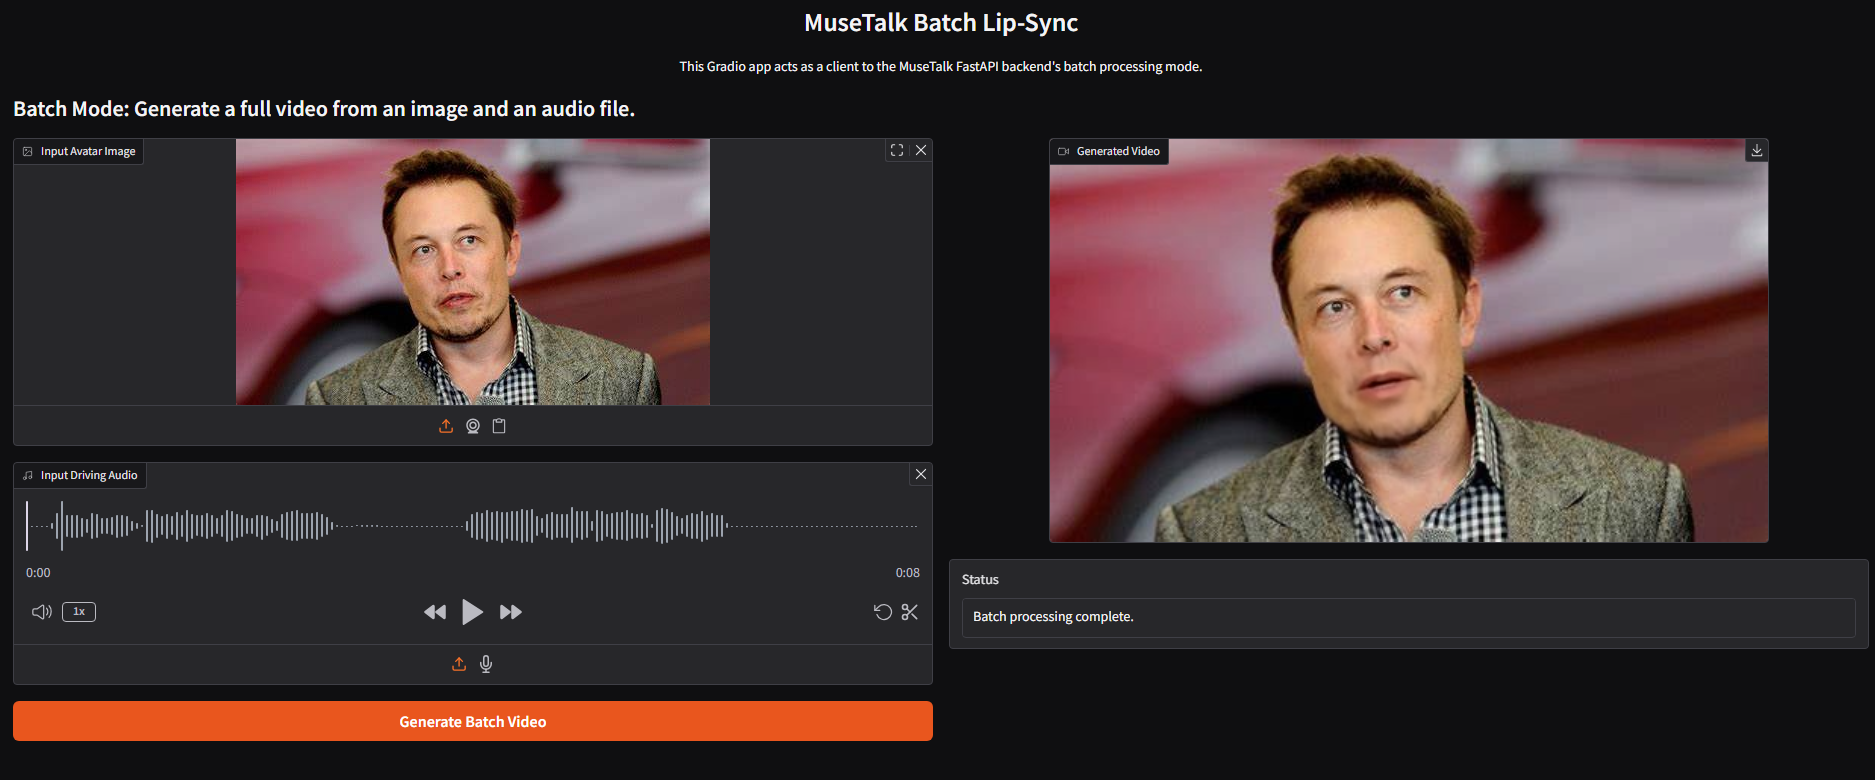 MuseTalk Batch Lip-Sync
This Gradio app acts as a client to the MuseTalk FastAPI backend's batch processing mode.
Batch Mode: Generate a full video from an image and an audio file.
Input Avatar Image
Input Driving Audio
0:00
0:08
1x
Generate Batch Video
Generated Video
Status
Batch processing complete.